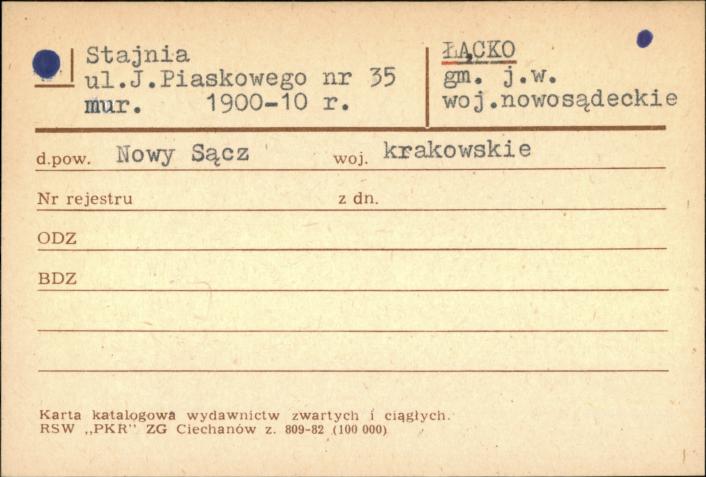 Stajnia
ul.J.Piaskowego nr 35
mur. 1900-10 r.
ŁĄCKO
gm. j.w.
woj.nowosądeckie
d.pow. Nowy Sącz woj. krakowskie
Nr rejestru z dn.
ODZ
BDZ
Karta katalogowa wydawnictw zwartych i ciągłych.
RSW „PKR" ZG Ciechanów z. 809-82 (100 000)